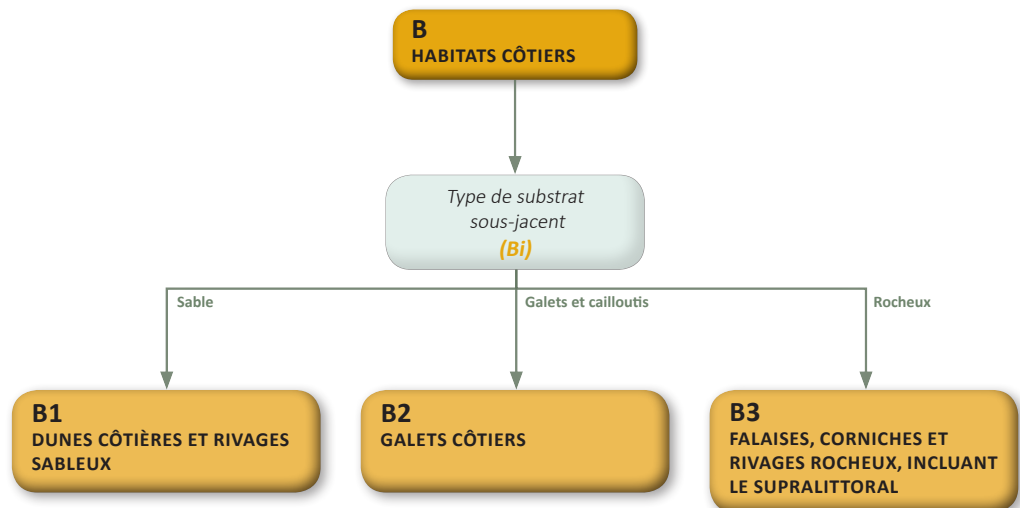 B
HABITATS CÔTIERS
Type de substrat
sous-jacent
(Bi)
Sable
Galets et cailloutis
Rocheux
B1
DUNES CÔTIÈRES ET RIVAGES
SABLEUX
B2
GALETS CÔTIERS
B3
FALAISES, CORNICHES ET
RIVAGES ROCHEUX, INCLUANT
LE SUPRALITTORAL